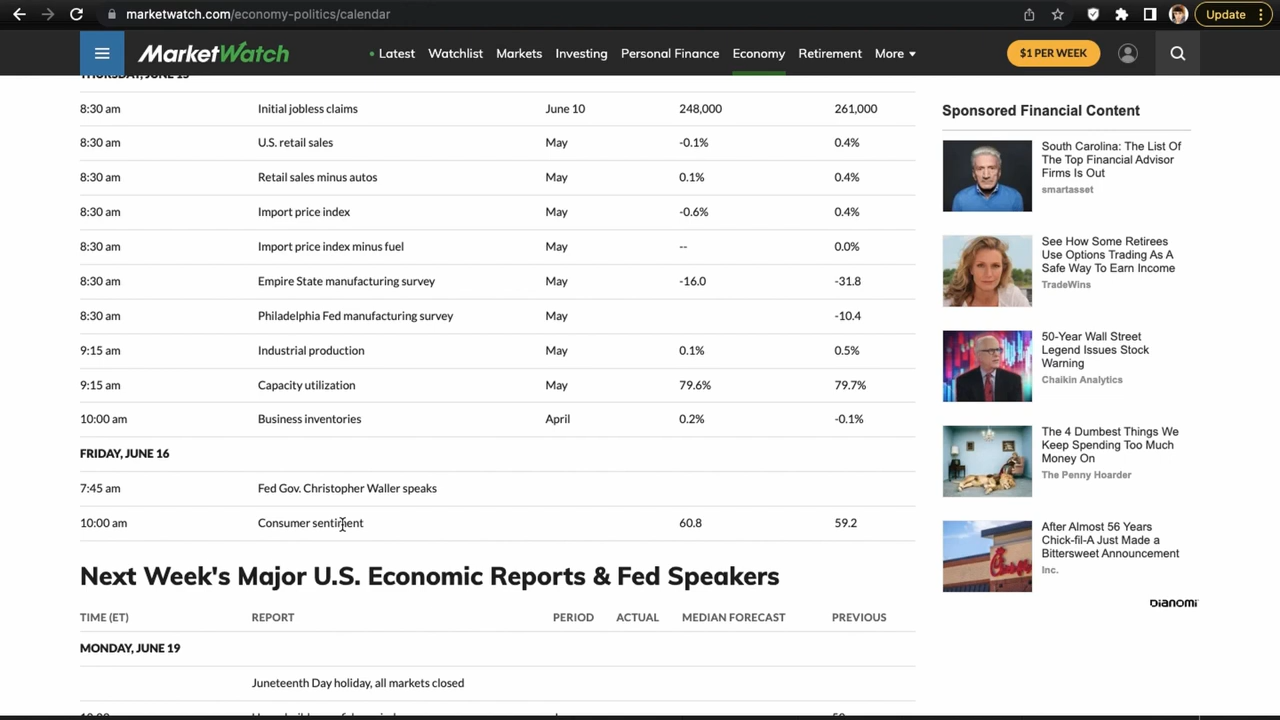 marketwatch.com/economy-politics/calendar
Update
MarketWatch
Latest Watchlist Markets Investing Personal Finance Economy Retirement More
$1 PER WEEK
THURSDAY, JUNE 15
8:30 am Initial jobless claims June 10 248,000 261,000
8:30 am U.S. retail sales May -0.1% 0.4%
8:30 am Retail sales minus autos May 0.1% 0.4%
8:30 am Import price index May -0.6% 0.4%
8:30 am Import price index minus fuel May -- 0.0%
8:30 am Empire State manufacturing survey May -16.0 -31.8
8:30 am Philadelphia Fed manufacturing survey May -10.4
9:15 am Industrial production May 0.1% 0.5%
9:15 am Capacity utilization May 79.6% 79.7%
10:00 am Business inventories April 0.2% -0.1%
FRIDAY, JUNE 16
7:45 am Fed Gov. Christopher Waller speaks
10:00 am Consumer sentiment 60.8 59.2
Next Week's Major U.S. Economic Reports & Fed Speakers
TIME (ET) REPORT PERIOD ACTUAL MEDIAN FORECAST PREVIOUS
MONDAY, JUNE 19
Juneteenth Day holiday, all markets closed
Sponsored Financial Content
South Carolina: The List Of
The Top Financial Advisor
Firms Is Out
smartasset
See How Some Retirees
Use Options Trading As A
Safe Way To Earn Income
TradeWins
50-Year Wall Street
Legend Issues Stock
Warning
Chaikin Analytics
The 4 Dumbest Things We
Keep Spending Too Much
Money On
The Penny Hoarder
After Almost 56 Years
Chick-fil-A Just Made a
Bittersweet Announcement
Inc.
Dianomi